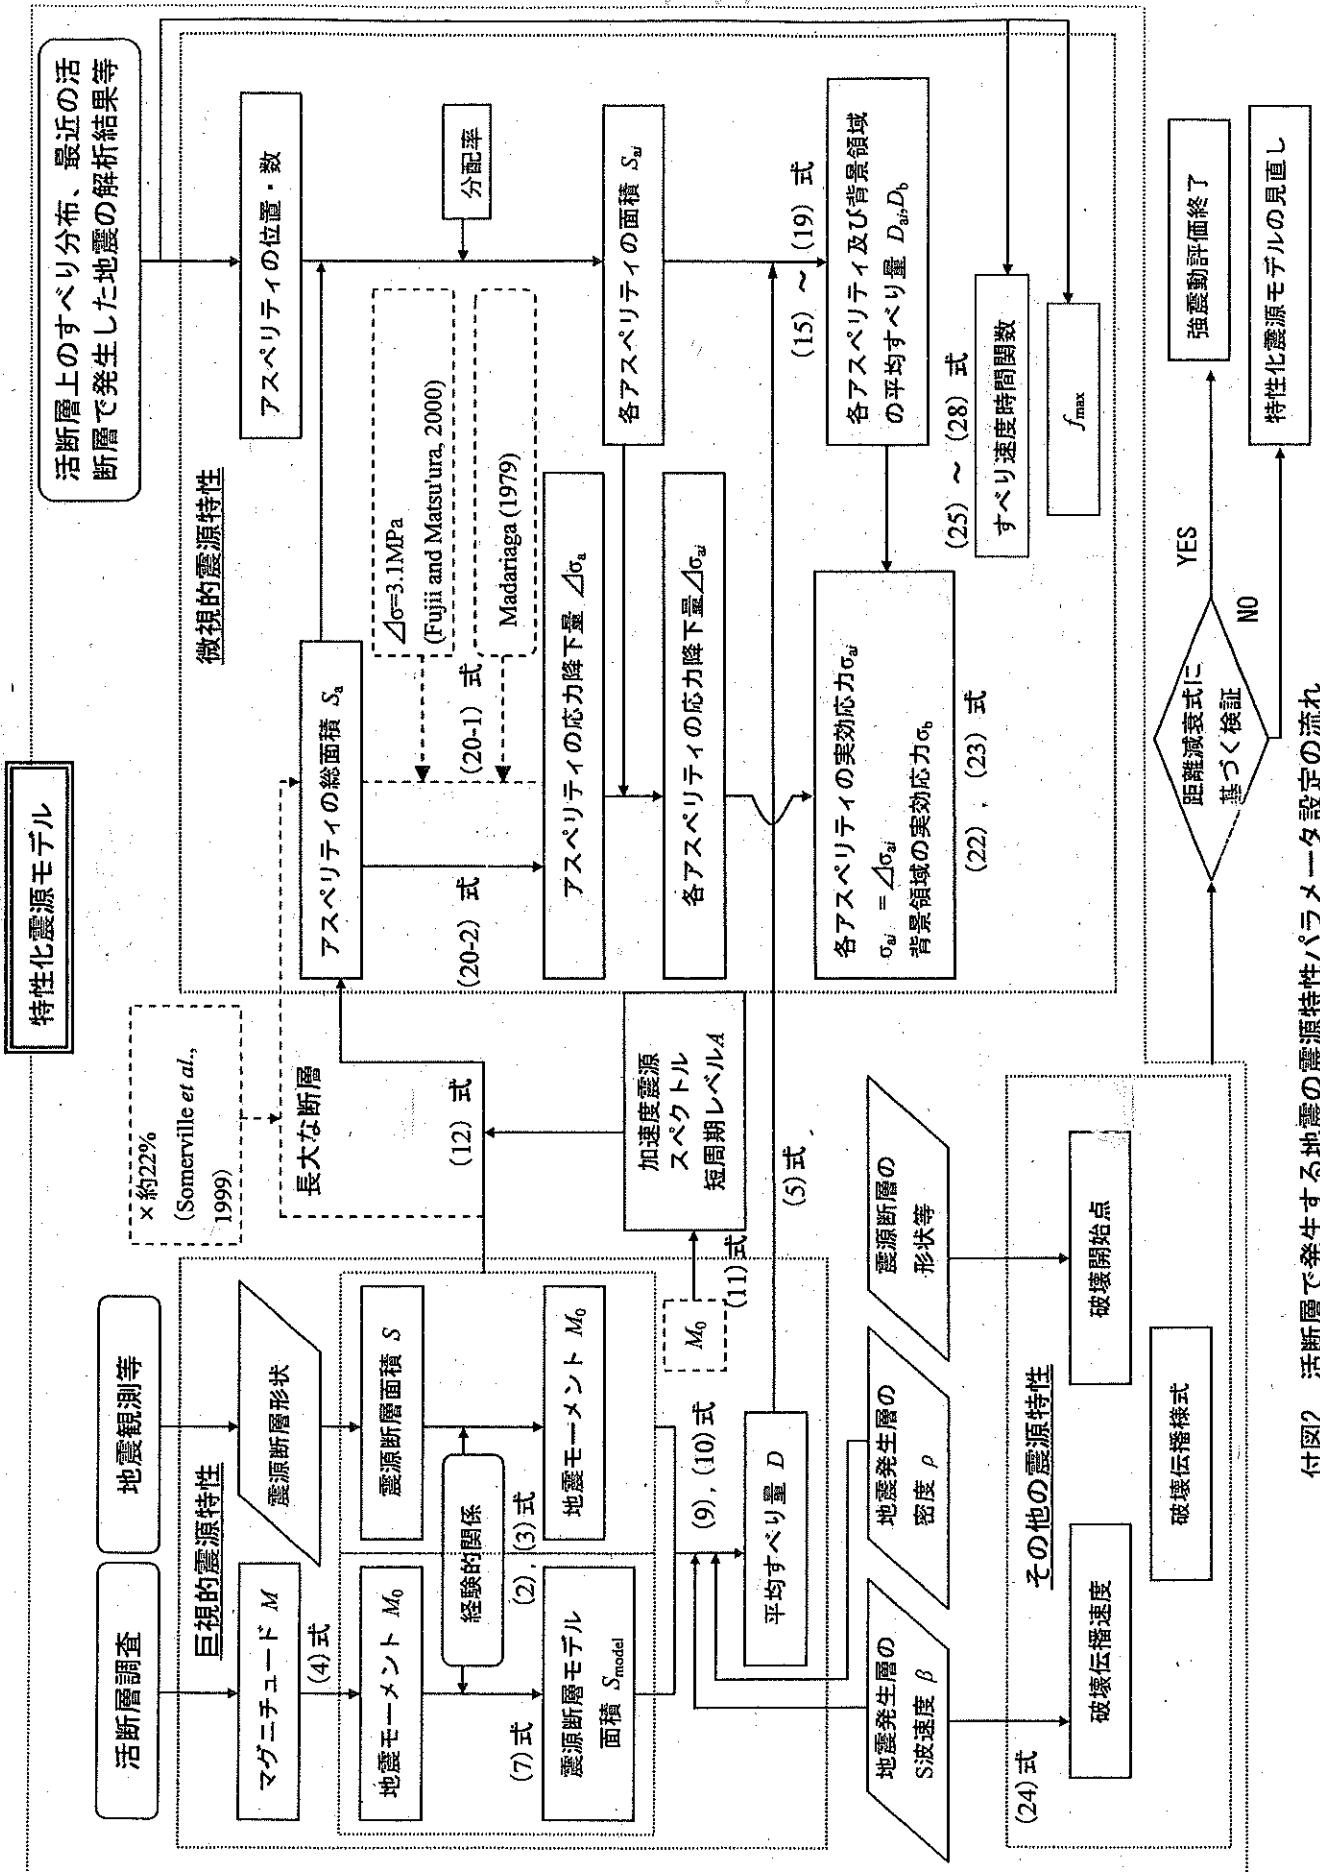 特性化震源モデル
活断層調査
地震観測等
巨視的震源特性
マグニチュード M
震源断層形状
(4)式
地震モーメント M0
震源断層面積 S
経験的関係
(7)式
(2), (3)式
震源断層モデル
面積 Smodel
地震モーメント M0
(9), (10)式
M0
(11)式
平均すべり量 D
×約22%
(Somerville et al.,
1999)
長大な断層
(12) 式
加速度震源
スペクトル
短周期レベルA
(5)式
地震発生層の
S波速度 β
地震発生層の
密度 ρ
震源断層の
形状等
(24)式
その他の震源特性
破壊伝播速度
破壊開始点
破壊伝播様式
活断層上のすべり分布、最近の活
断層で発生した地震の解析結果等
微視的震源特性
アスペリティの総面積 Sa
アスペリティの位置・数
⊿σ=3.1MPa
(Fujii and Matsu'ura, 2000)
分配率
(20-2) 式
(20-1) 式
Madariaga (1979)
アスペリティの応力降下量 ⊿σa
各アスペリティの面積 Sai
各アスペリティの応力降下量⊿σai
(15) ～ (19) 式
各アスペリティの実効応力σai
σai = ⊿σai
背景領域の実効応力σb
各アスペリティ及び背景領域
の平均すべり量 Dai,Db
(22) , (23) 式
(25) ～ (28) 式
すべり速度時間関数
fmax
距離減衰式に
基づく検証
YES
強震動評価終了
NO
特性化震源モデルの見直し
付図2 活断層で発生する地震の震源特性パラメータ設定の流れ